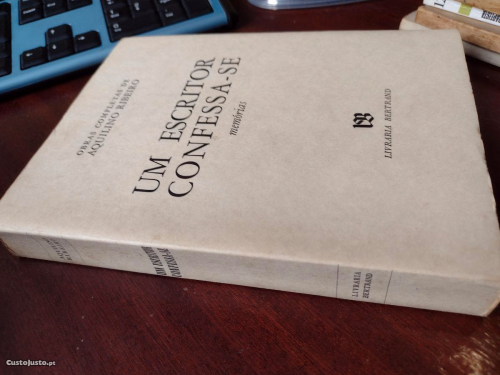 OBRAS COMPLETAS DE
AQUILINO RIBEIRO
UM ESCRITOR
CONFESSA-SE
memórias
LIVRARIA BERTRAND
UM ESCRITOR
CONFESSA-SE
LIVRARIA
BERTRAND
CustoJusto.pt